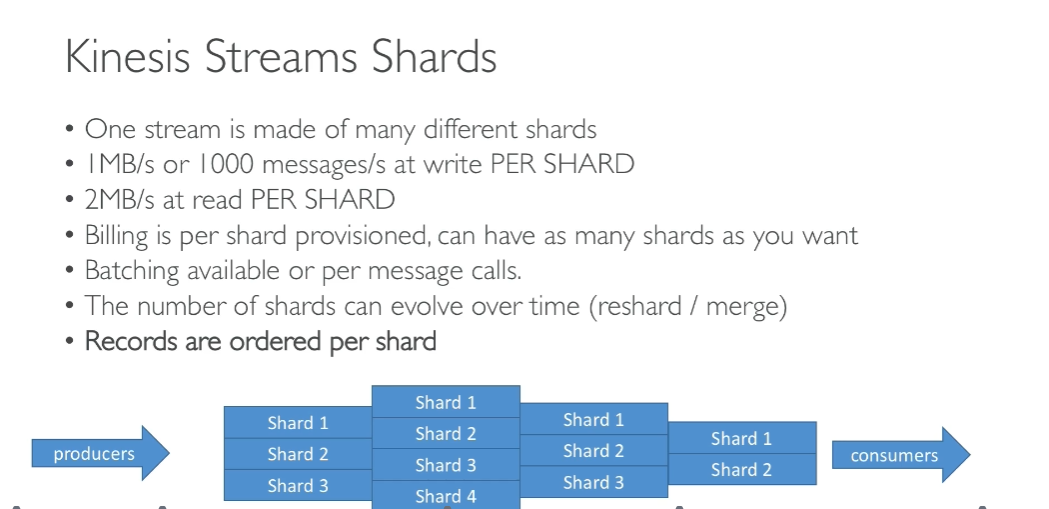 Kinesis Streams Shards
• One stream is made of many different shards
• 1MB/s or 1000 messages/s at write PER SHARD
• 2MB/s at read PER SHARD
• Billing is per shard provisioned, can have as many shards as you want
• Batching available or per message calls.
• The number of shards can evolve over time (reshard / merge)
• Records are ordered per shard
producers
Shard 1
Shard 2
Shard 3
Shard 1
Shard 2
Shard 3
Shard 4
Shard 1
Shard 2
Shard 3
Shard 1
Shard 2
consumers